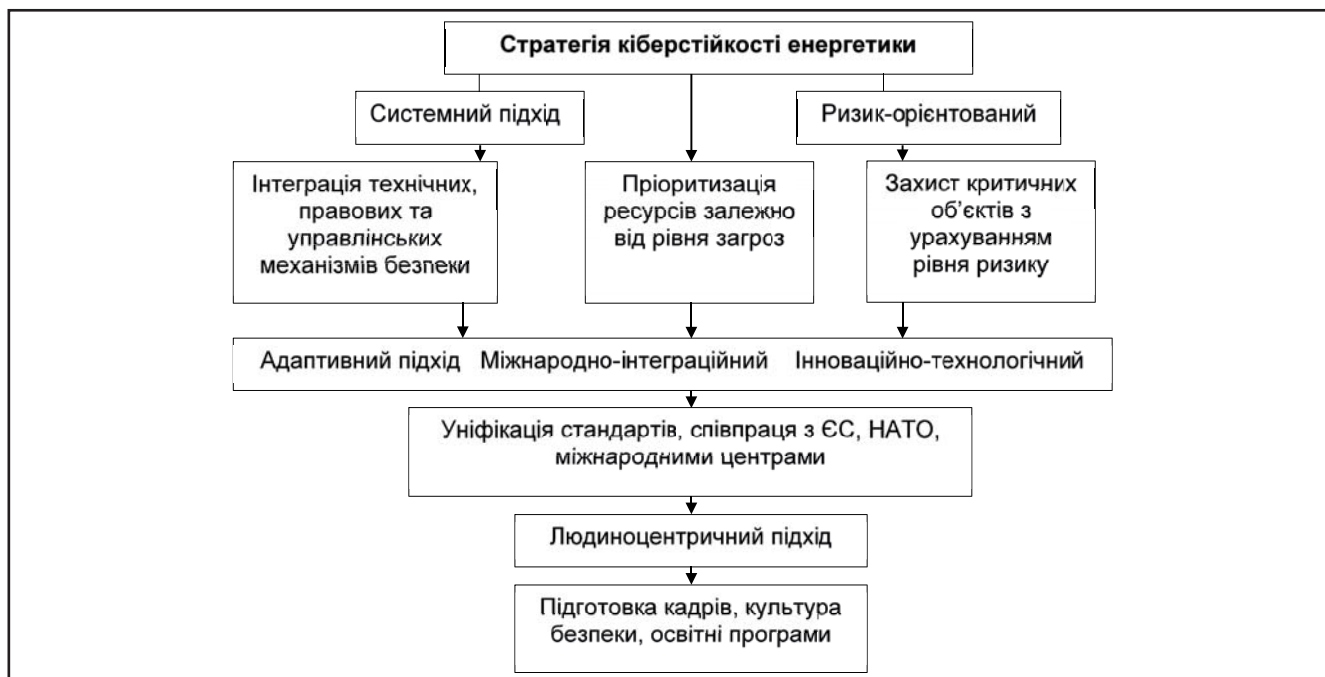 Стратегія кіберстійкості енергетики
Системний підхід
Ризик-орієнтований
Інтеграція технічних,
правових та
управлінських
механізмів безпеки
Пріоритизація
ресурсів залежно
від рівня загроз
Захист критичних
об’єктів з
урахуванням
рівня ризику
Адаптивний підхід Міжнародно-інтеграційний Інноваційно-технологічний
Уніфікація стандартів, співпраця з ЄС, НАТО,
міжнародними центрами
Людиноцентричний підхід
Підготовка кадрів, культура
безпеки, освітні програми